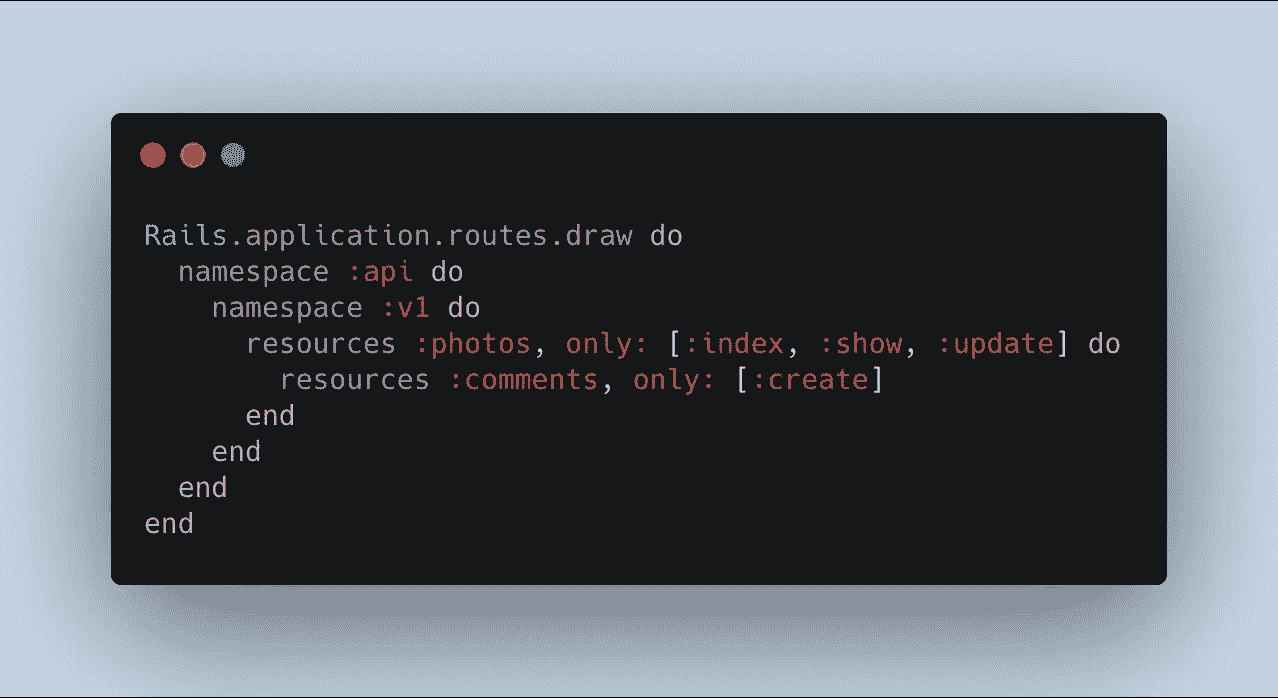 Rails.application.routes.draw do
  namespace :api do
    namespace :v1 do
      resources :photos, only: [:index, :show, :update] do
        resources :comments, only: [:create]
      end
    end
  end
end